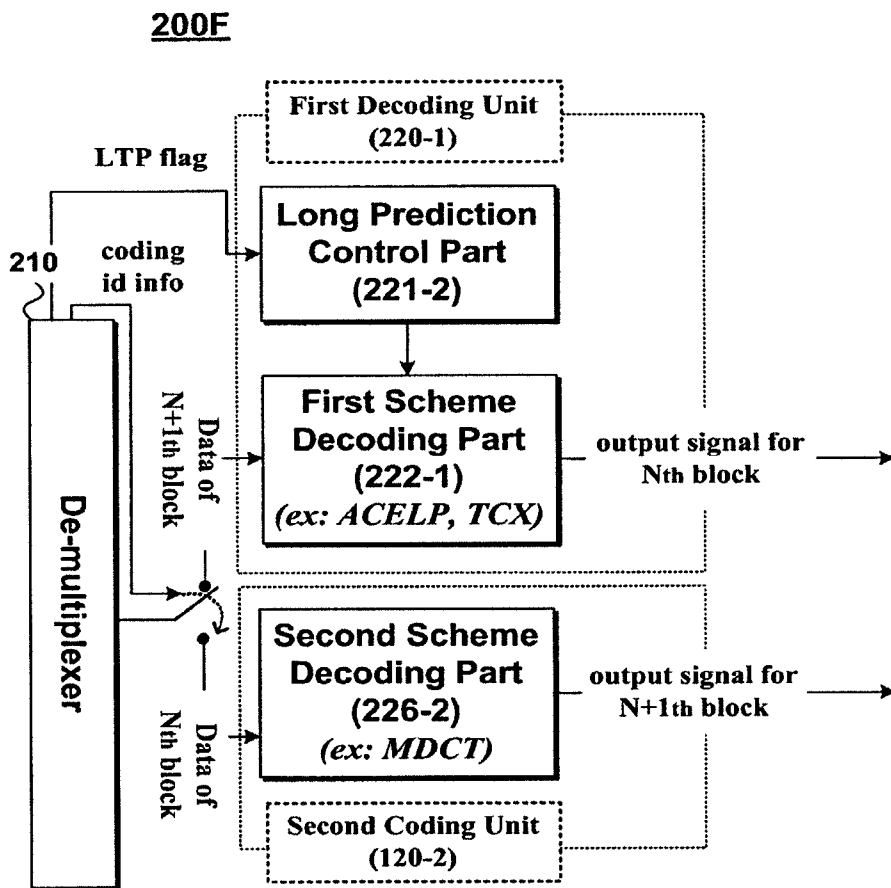 200F
First Decoding Unit
(220-1)
LTP flag
Long Prediction
Control Part
(221-2)
210
coding
id info
De-multiplexer
Data of
N+1th block
First Scheme
Decoding Part
(222-1)
(ex: ACELP, TCX)
output signal for
Nth block
Data of
Nth block
Second Scheme
Decoding Part
(226-2)
(ex: MDCT)
output signal for
N+1th block
Second Coding Unit
(120-2)